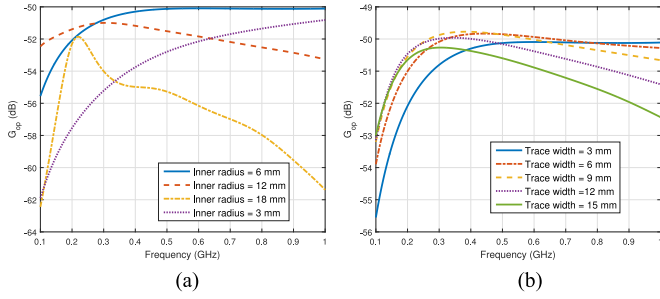 -50
-52
-54
-56
-58
-60
-62
-64
G_op (dB)
0.1 0.2 0.3 0.4 0.5 0.6 0.7 0.8 0.9 1
Frequency (GHz)
Inner radius = 6 mm
Inner radius = 12 mm
Inner radius = 18 mm
Inner radius = 3 mm
(a)
-49
-50
-51
-52
-53
-54
-55
-56
G_op (dB)
0.1 0.2 0.3 0.4 0.5 0.6 0.7 0.8 0.9 1
Frequency (GHz)
Trace width = 3 mm
Trace width = 6 mm
Trace width = 9 mm
Trace width =12 mm
Trace width = 15 mm
(b)